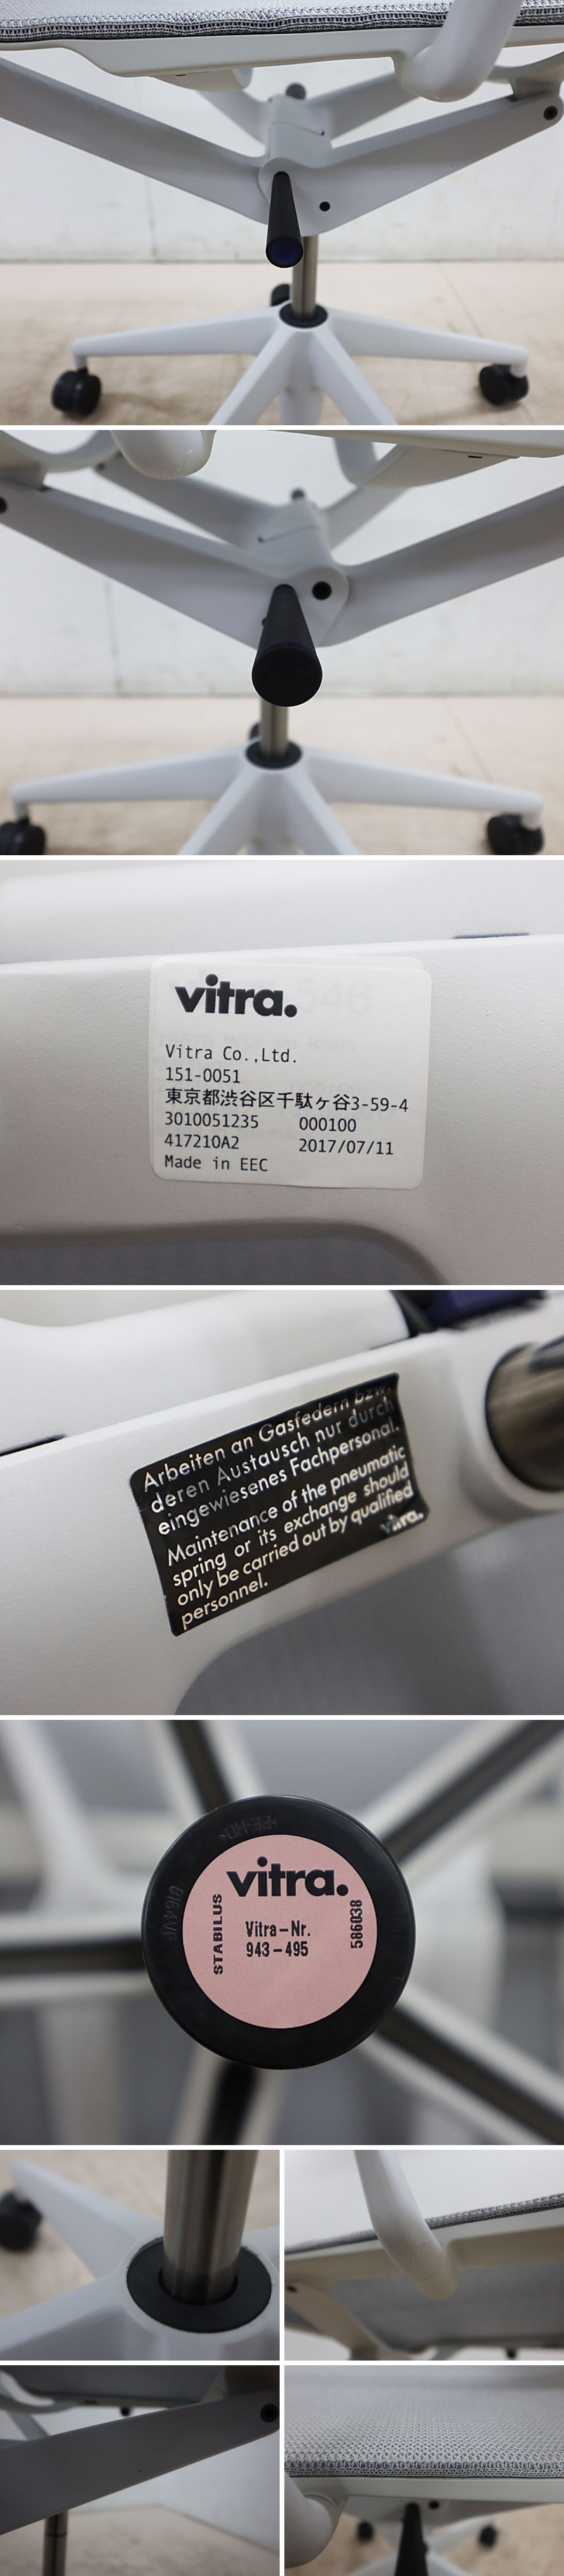 vitra.
Vitra Co.,Ltd.
151-0051
東京都渋谷区千駄ヶ谷3-59-4
3010051235 000100
417210A2 2017/07/11
Made in EEC
Arbeiten an Gasfedern bzw.
deren Austausch nur durch
eingewiesenes Fachpersonal.
Maintenance of the pneumatic
spring or its exchange should
only be carried out by qualified
personnel.
vitra.
vitra.
STABILUS
Vitra-Nr.
943-495
586038